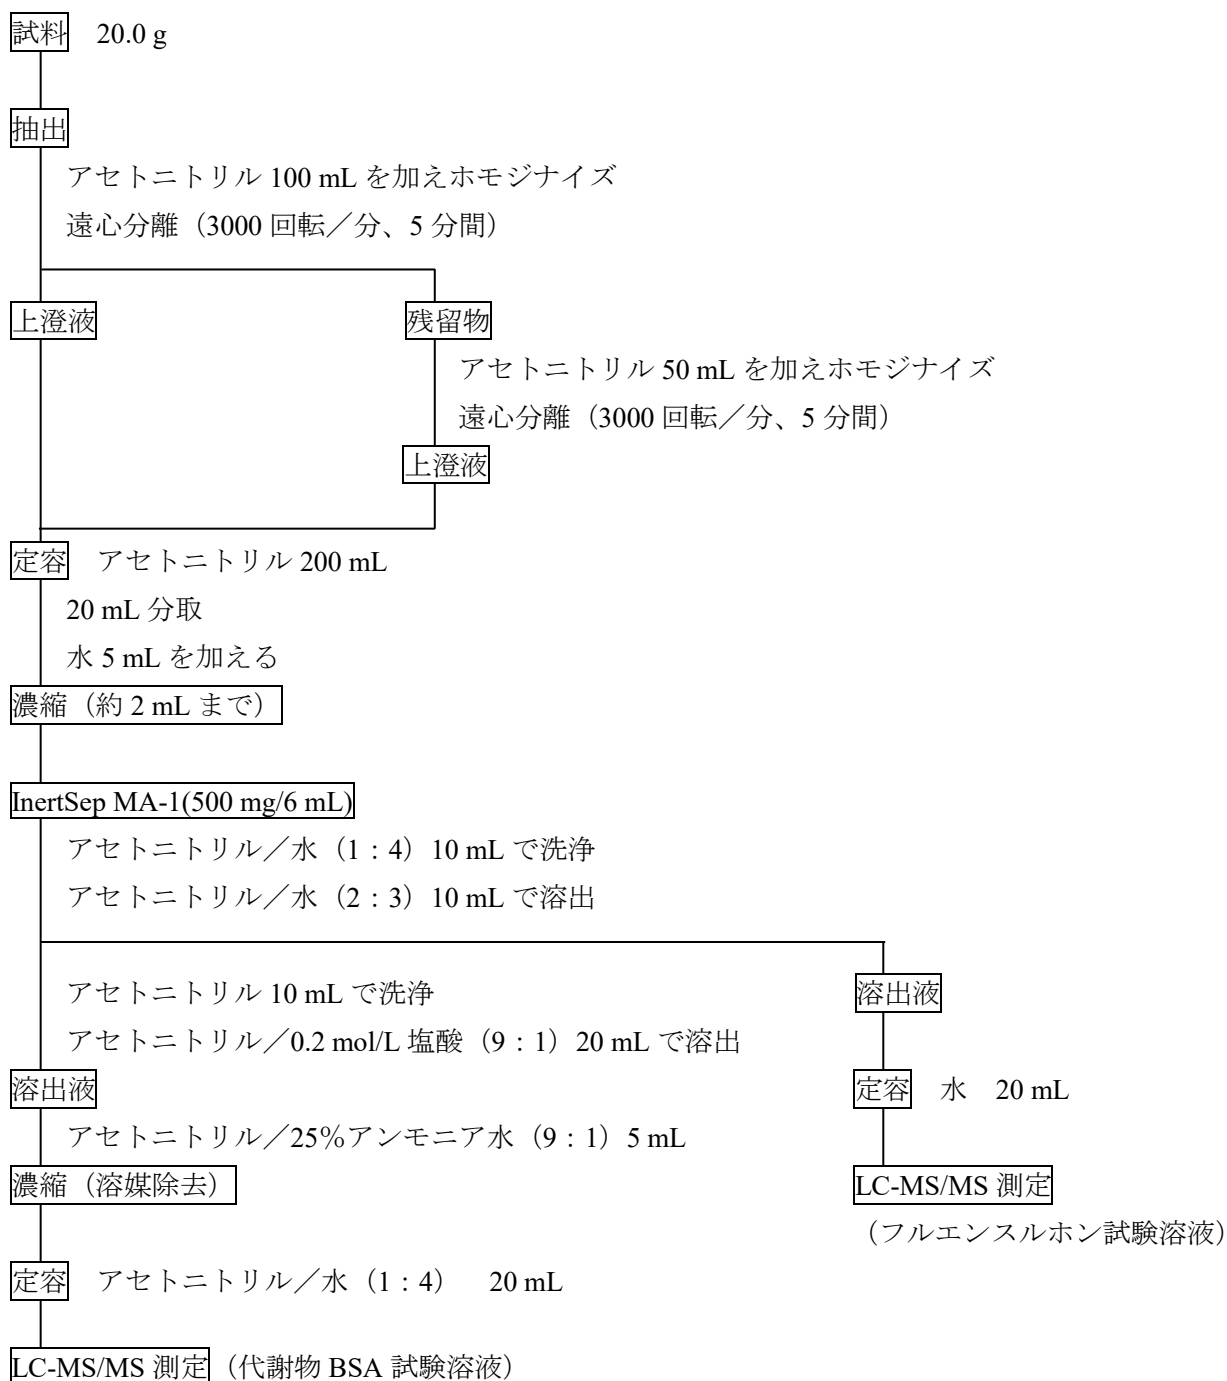 試料 20.0 g
抽出
アセトニトリル 100 mL を加えホモジナイズ
遠心分離（3000 回転／分、5 分間）
上澄液
残留物
アセトニトリル 50 mL を加えホモジナイズ
遠心分離（3000 回転／分、5 分間）
上澄液
定容 アセトニトリル 200 mL
20 mL 分取
水 5 mL を加える
濃縮（約 2 mL まで）
InertSep MA-1(500 mg/6 mL)
アセトニトリル／水（1：4）10 mL で洗浄
アセトニトリル／水（2：3）10 mL で溶出
アセトニトリル 10 mL で洗浄
アセトニトリル／0.2 mol/L 塩酸（9：1）20 mL で溶出
溶出液
アセトニトリル／25％アンモニア水（9：1）5 mL
濃縮（溶媒除去）
定容 アセトニトリル／水（1：4） 20 mL
LC-MS/MS 測定（代謝物 BSA 試験溶液）
溶出液
定容 水 20 mL
LC-MS/MS 測定
（フルエンスルホン試験溶液）